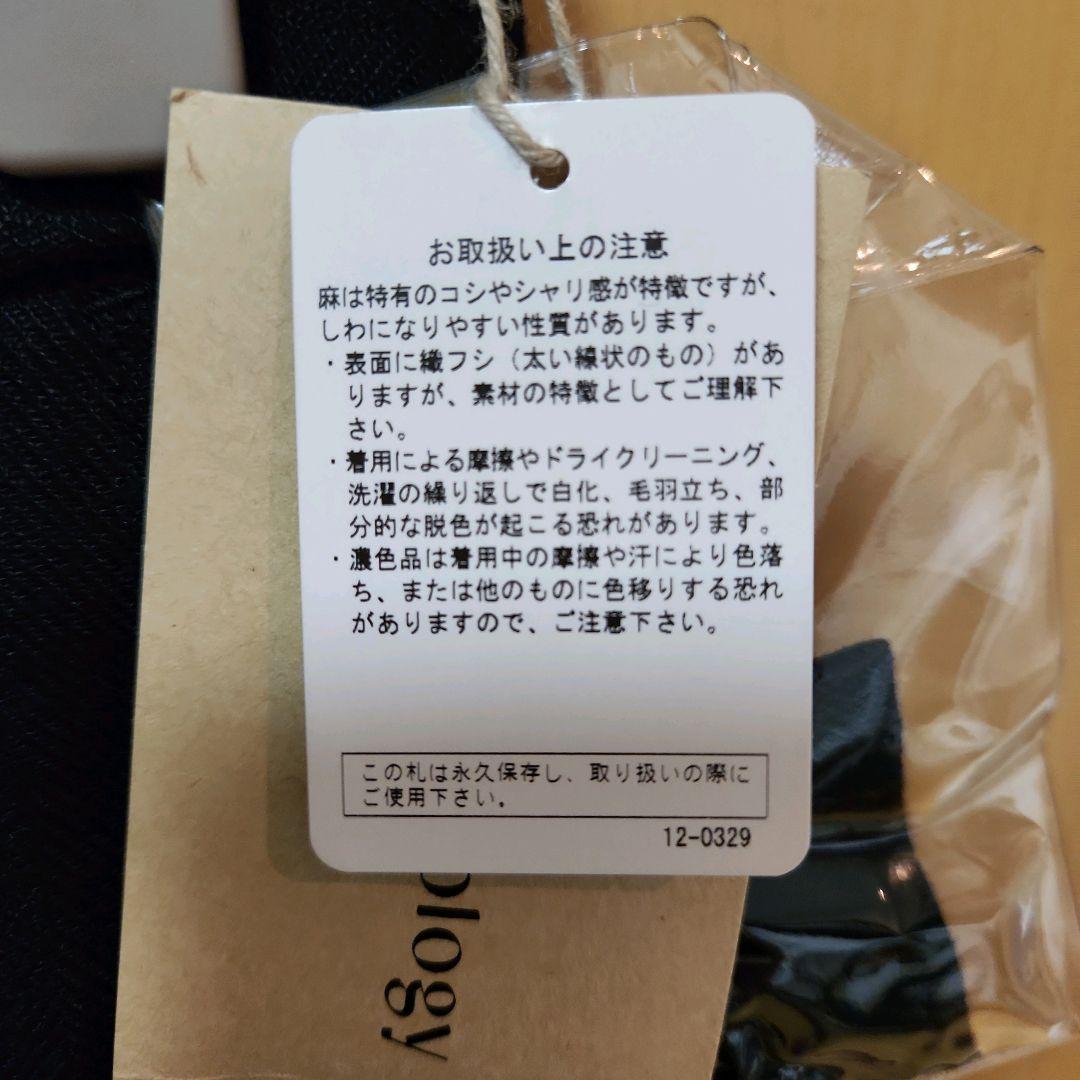 お取扱い上の注意
麻は特有のコシやシャリ感が特徴ですが、
しわになりやすい性質があります。
・表面に織フシ（太い線状のもの）があ
りますが、素材の特徴としてご理解下
さい。
・着用による摩擦やドライクリーニング、
洗濯の繰り返しで白化、毛羽立ち、部
分的な脱色が起こる恐れがあります。
・濃色品は着用中の摩擦や汗により色落
ち、または他のものに色移りする恐れ
がありますので、ご注意下さい。
この札は永久保存し、取り扱いの際に
ご使用下さい。
12-0329
ology